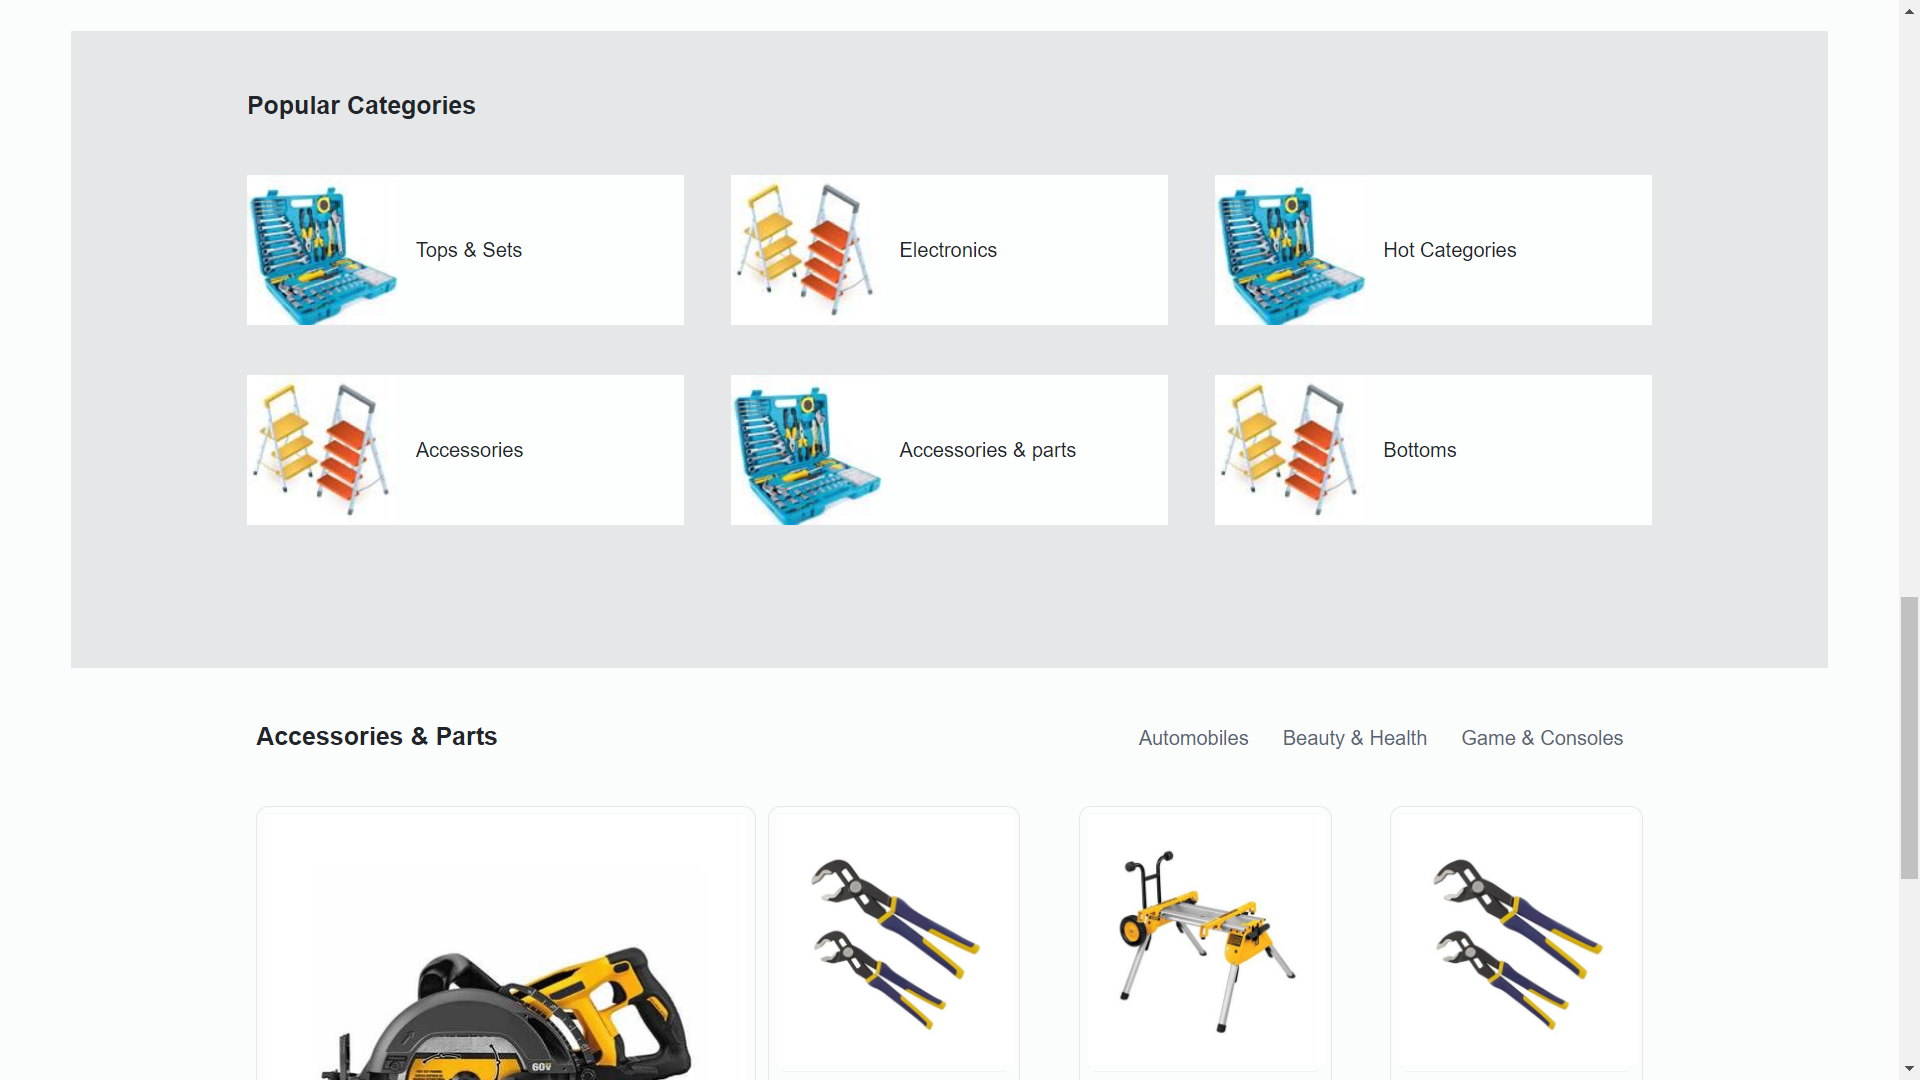 Popular Categories
Tops & Sets
Electronics
Hot Categories
Accessories
Accessories & parts
Bottoms
Accessories & Parts
Automobiles
Beauty & Health
Game & Consoles
60V